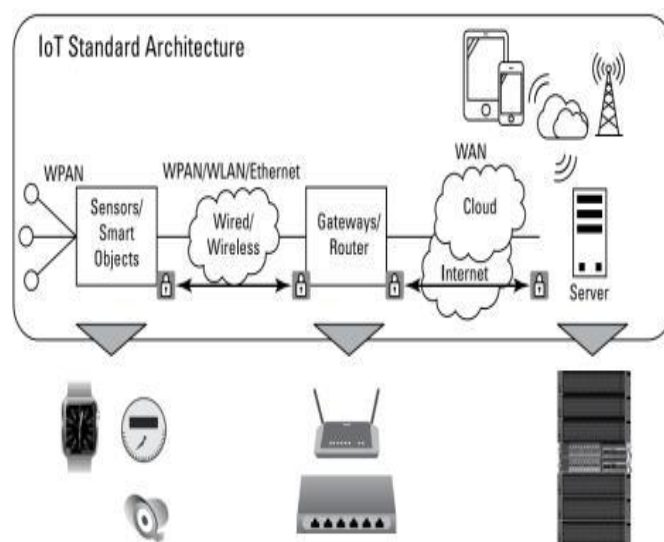 IoT Standard Architecture
WPAN
WPAN/WLAN/Ethernet
WAN
Sensors/
Smart
Objects
Wired/
Wireless
Gateways/
Router
Cloud
Internet
Server